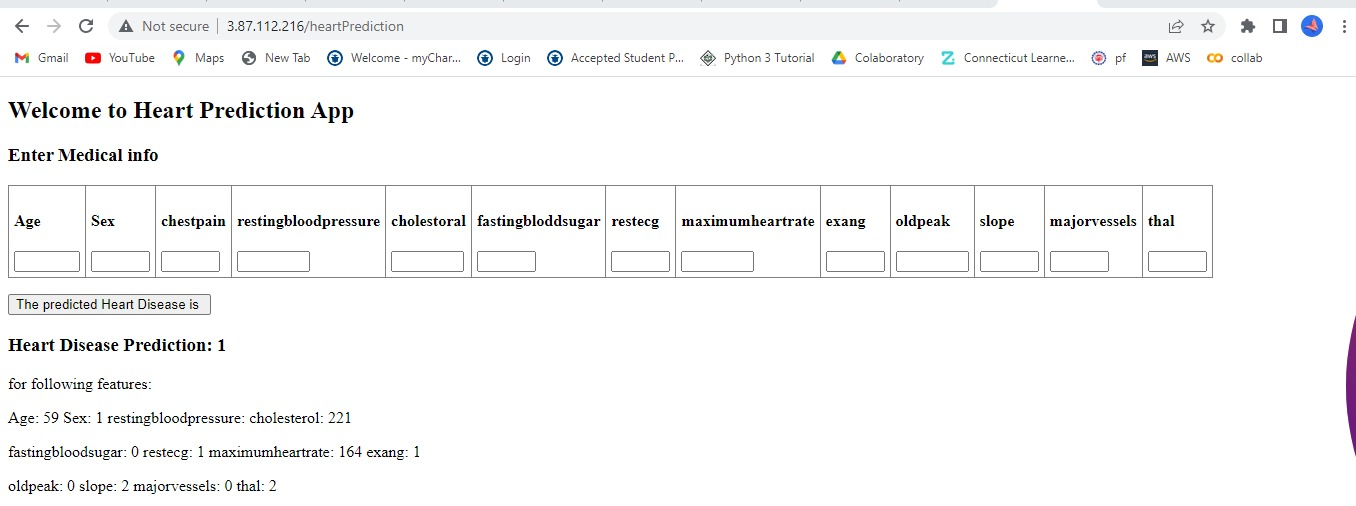 Not secure | 3.87.112.216/heartPrediction
Gmail YouTube Maps New Tab Welcome - myChar... Login Accepted Student P... Python 3 Tutorial Colaboratory Connecticut Learne... pf aws AWS collab
Welcome to Heart Prediction App
Enter Medical info
Age Sex chestpain restingbloodpressure cholestoral fastingbloddsugar restecg maximumheartrate exang oldpeak slope majorvessels thal
The predicted Heart Disease is
Heart Disease Prediction: 1
for following features:
Age: 59 Sex: 1 restingbloodpressure: cholesterol: 221
fastingbloodsugar: 0 restecg: 1 maximumheartrate: 164 exang: 1
oldpeak: 0 slope: 2 majorvessels: 0 thal: 2